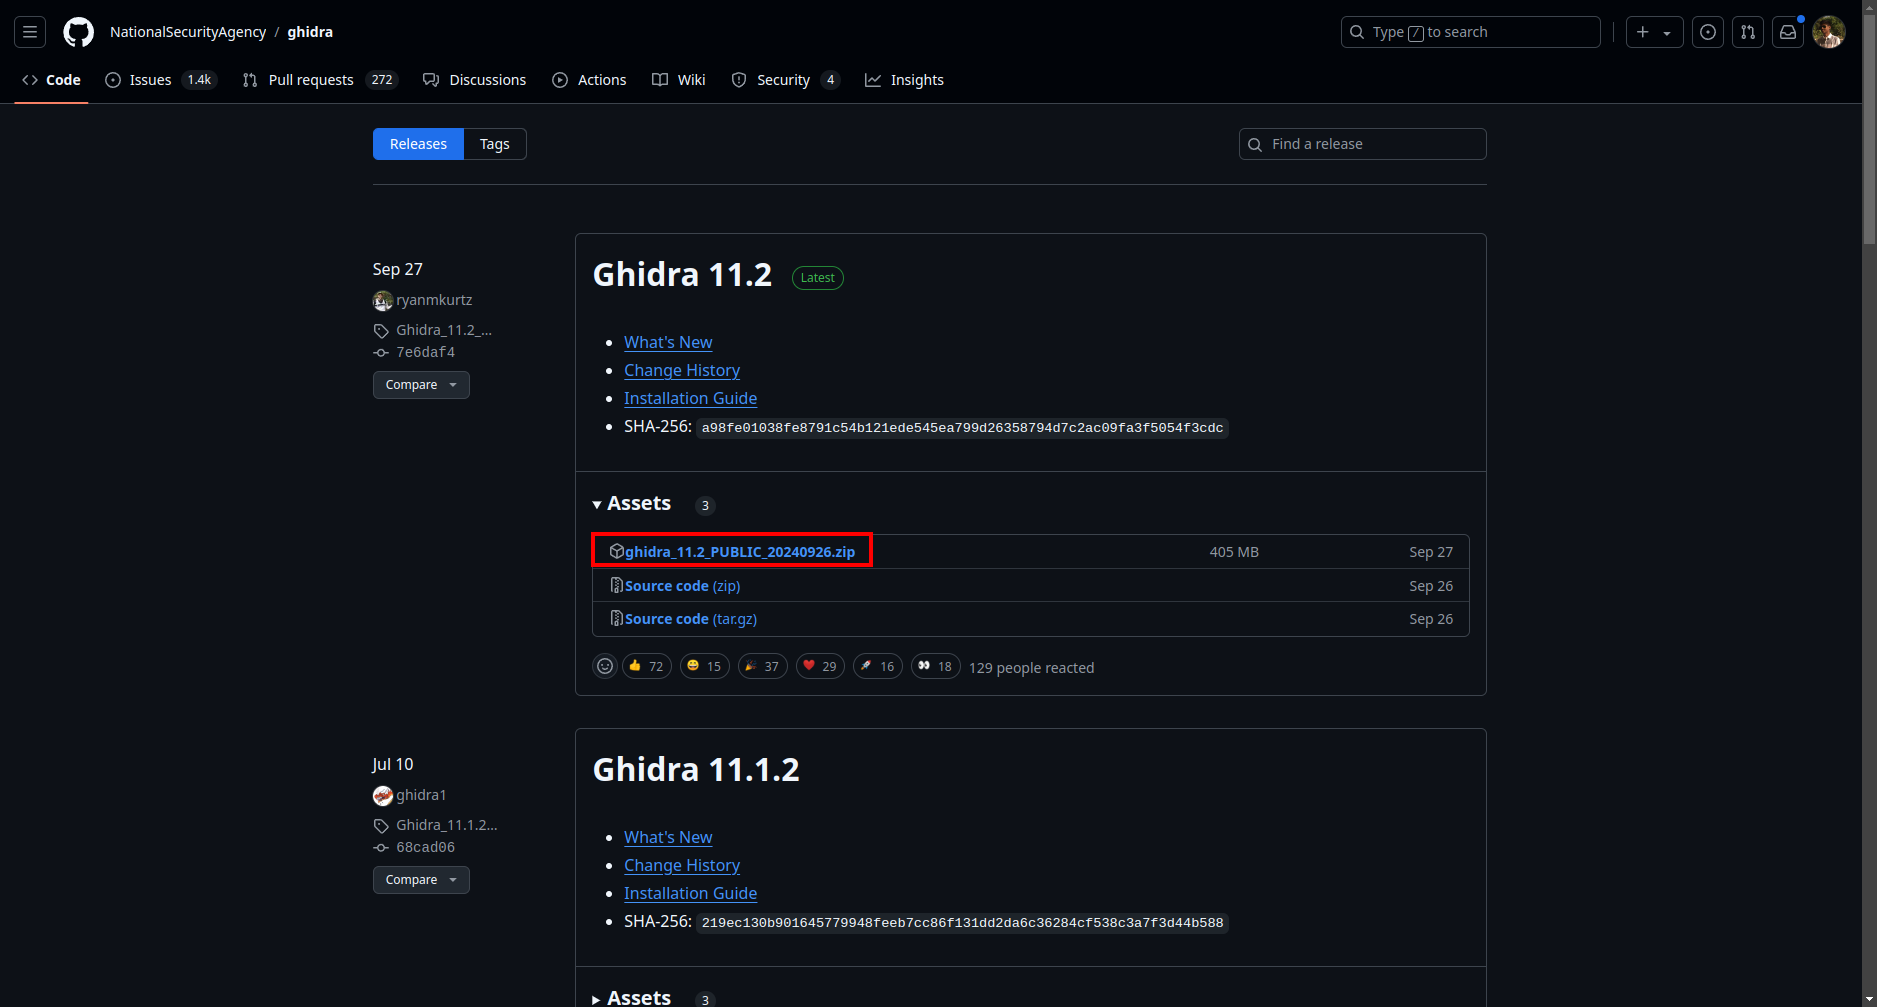 NationalSecurityAgency / ghidra
Type / to search
Code
Issues 1.4k
Pull requests 272
Discussions
Actions
Wiki
Security 4
Insights
Releases
Tags
Find a release
Sep 27
ryanmkurtz
Ghidra_11.2_...
7e6daf4
Compare
Ghidra 11.2 Latest
What's New
Change History
Installation Guide
SHA-256: a98fe01038fe8791c54b121ede545ea799d26358794d7c2ac09fa3f5054f3cdc
Assets 3
ghidra_11.2_PUBLIC_20240926.zip 405 MB Sep 27
Source code (zip) Sep 26
Source code (tar.gz) Sep 26
72 15 37 29 16 18 129 people reacted
Jul 10
ghidra1
Ghidra_11.1.2...
68cad06
Compare
Ghidra 11.1.2
What's New
Change History
Installation Guide
SHA-256: 219ec130b901645779948feeb7cc86f131dd2da6c36284cf538c3a7f3d44b588
Assets 3